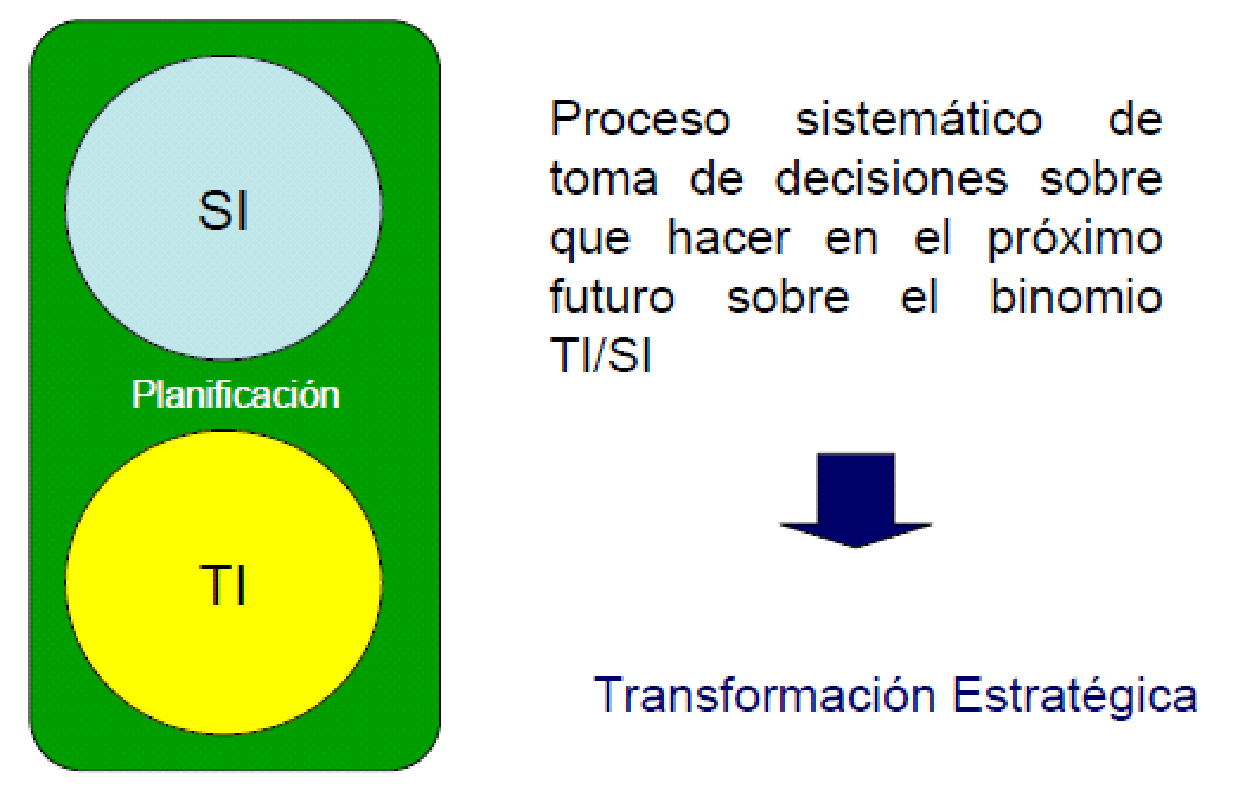 SI
Planificación
TI
Proceso sistemático de
toma de decisiones sobre
que hacer en el próximo
futuro sobre el binomio
TI/SI
Transformación Estratégica